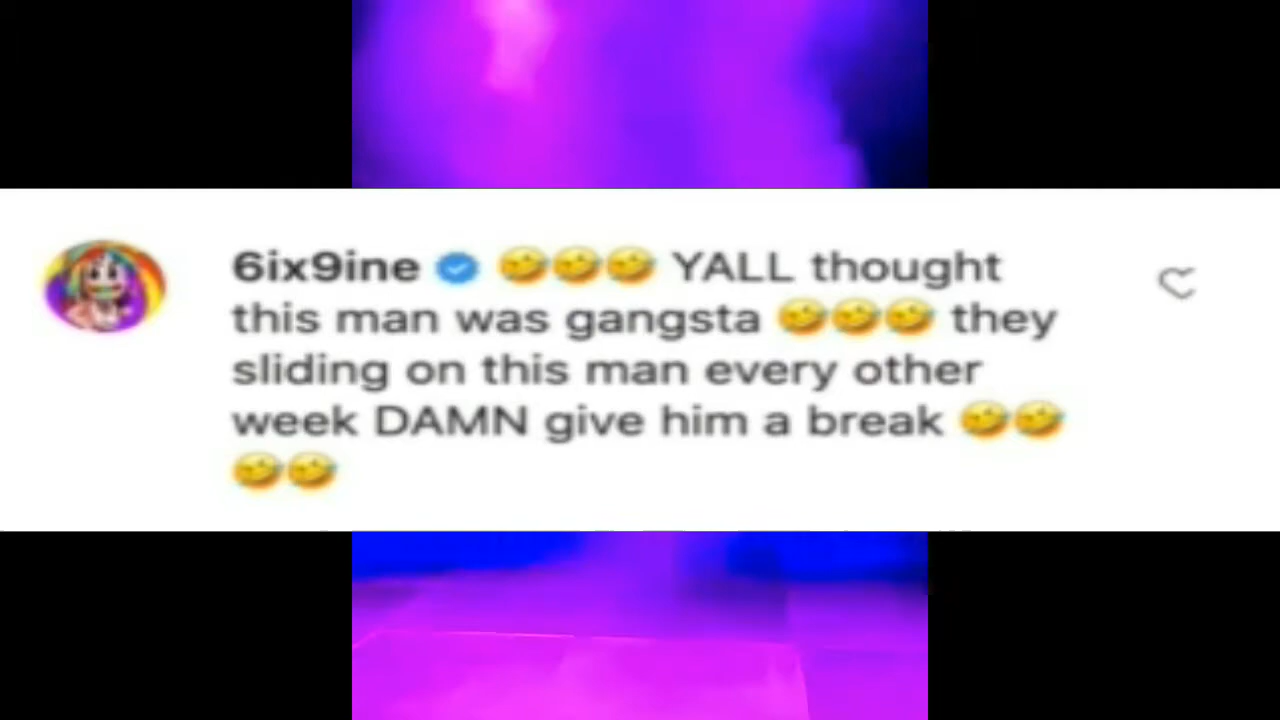 6ix9ine 🤣🤣🤣 YALL thought
this man was gangsta 🤣🤣🤣 they
sliding on this man every other
week DAMN give him a break 🤣🤣
🤣🤣